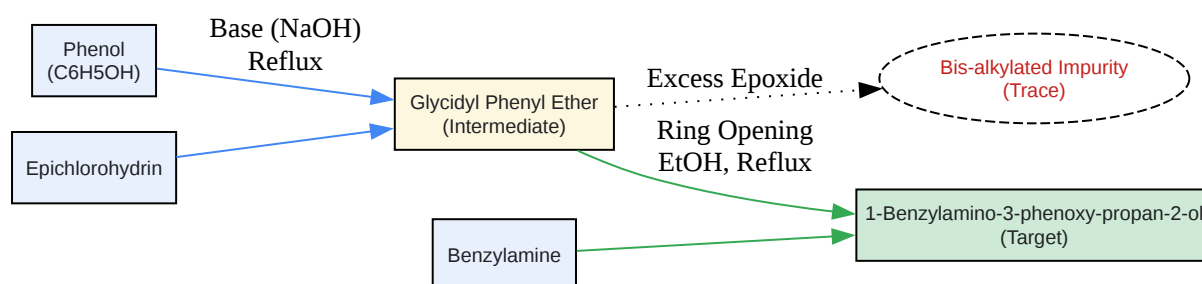 Phenol
(C6H5OH)
Base (NaOH)
Reflux
Epichlorohydrin
Glycidyl Phenyl Ether
(Intermediate)
Excess Epoxide
Bis-alkylated Impurity
(Trace)
Ring Opening
EtOH, Reflux
Benzylamine
1-Benzylamino-3-phenoxy-propan-2-ol
(Target)